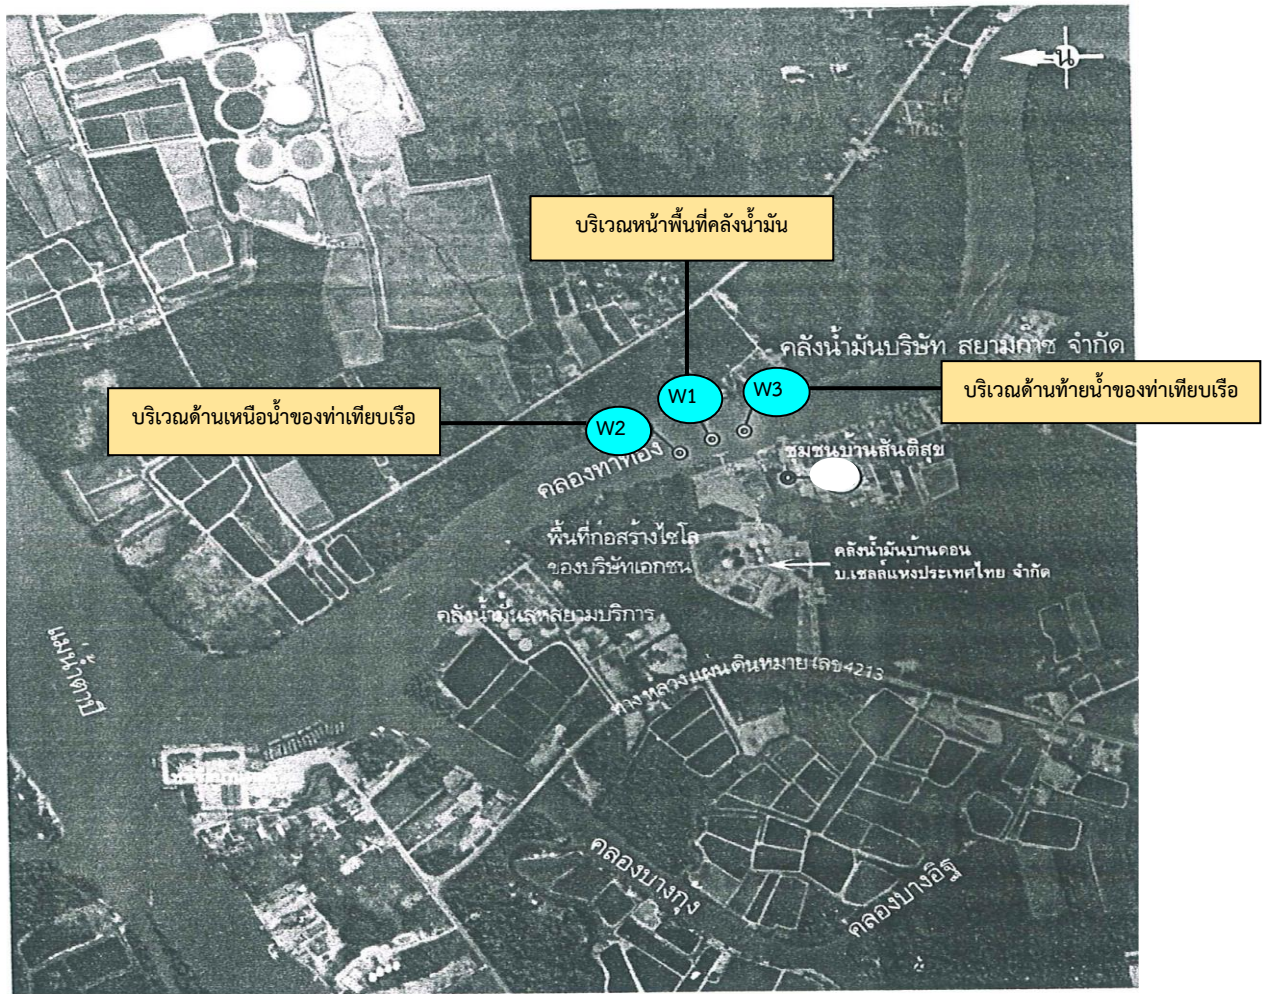 น
บริเวณหน้าพื้นที่คลังน้ำมัน
คลังน้ำมันบริษัท สยามก๊าซ จำกัด
W1
W3
บริเวณด้านท้ายน้ำของท่าเทียบเรือ
บริเวณด้านเหนือน้ำของท่าเทียบเรือ
W2
คลองท่าทอง
ชุมชนบ้านสันติสุข
พื้นที่ก่อสร้างไซโล
ของบริษัทเอกชน
คลังน้ำมันบ้านดอน
บ.เชลล์แห่งประเทศไทย จำกัด
คลังน้ำมันสหสยามบริการ
แม่น้ำตาปี
ทางหลวงแผ่นดินหมายเลข4213
คลองบางกุง
คลองบางอิฐ